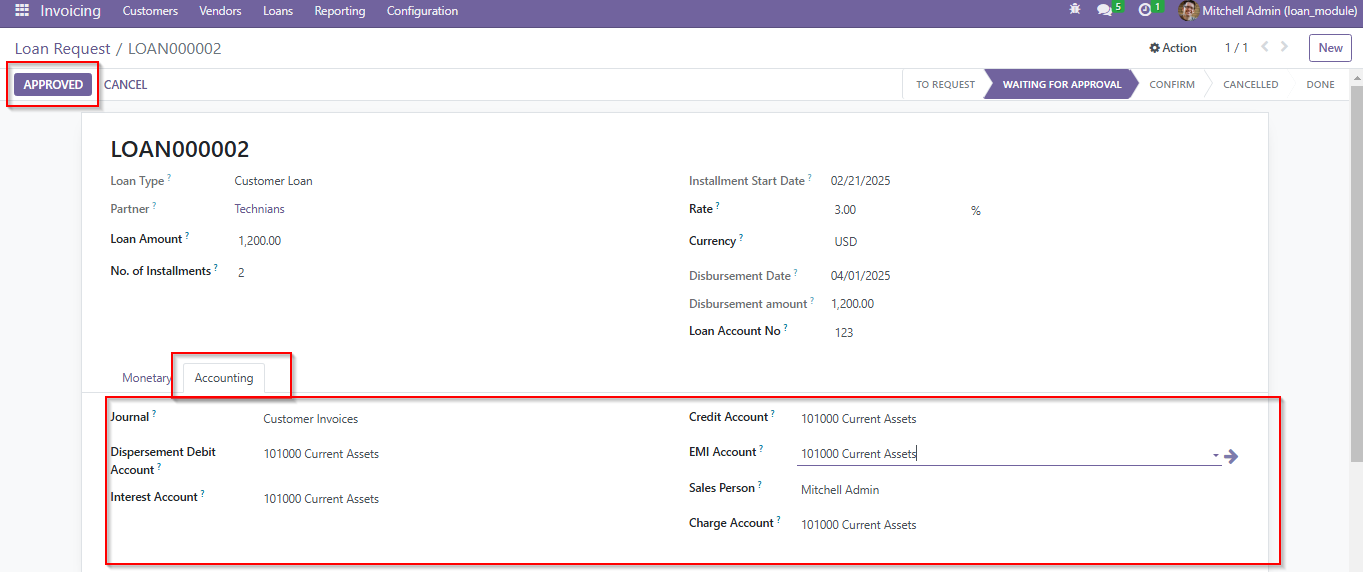 Invoicing Customers Vendors Loans Reporting Configuration 5 1 Mitchell Admin (loan_module)
Loan Request / LOAN000002 Action 1 / 1 New
APPROVED CANCEL TO REQUEST WAITING FOR APPROVAL CONFIRM CANCELLED DONE
LOAN000002
Loan Type ? Customer Loan Installment Start Date ? 02/21/2025
Partner ? Technians Rate ? 3.00 %
Loan Amount ? 1,200.00 Currency ? USD
No. of Installments ? 2 Disbursement Date ? 04/01/2025
Disbursement amount ? 1,200.00
Loan Account No ? 123
Monetary Accounting
Journal ? Customer Invoices Credit Account ? 101000 Current Assets
Dispersement Debit Account ? 101000 Current Assets EMI Account ? 101000 Current Assets
Interest Account ? 101000 Current Assets Sales Person ? Mitchell Admin
Charge Account ? 101000 Current Assets